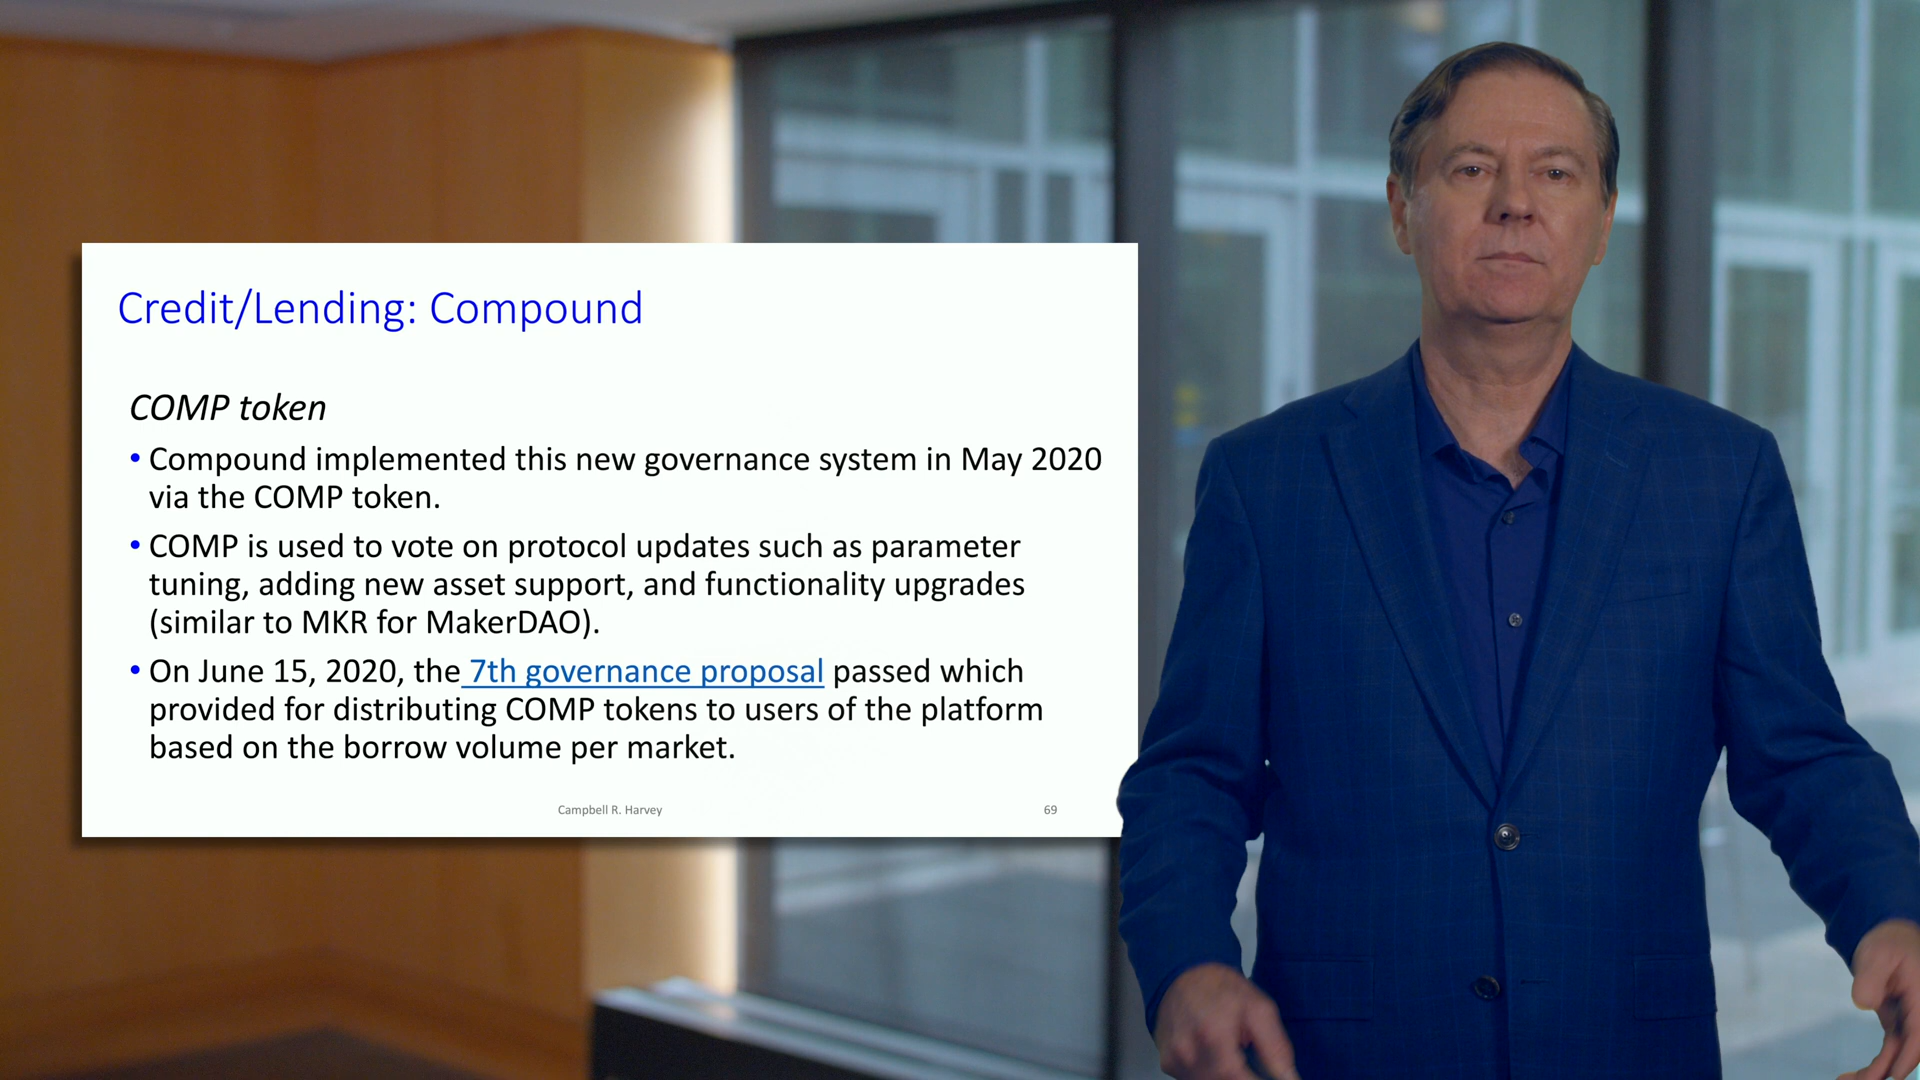 Credit/Lending: Compound
COMP token
• Compound implemented this new governance system in May 2020
via the COMP token.
• COMP is used to vote on protocol updates such as parameter
tuning, adding new asset support, and functionality upgrades
(similar to MKR for MakerDAO).
• On June 15, 2020, the 7th governance proposal passed which
provided for distributing COMP tokens to users of the platform
based on the borrow volume per market.
Campbell R. Harvey 69